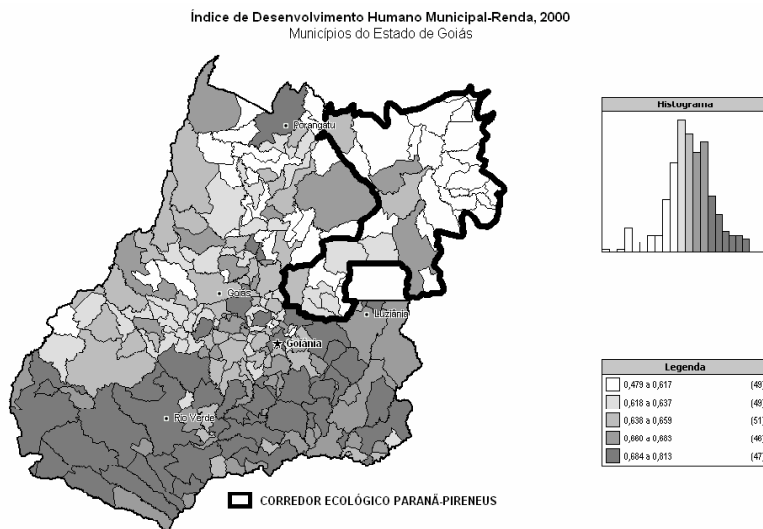 Índice de Desenvolvimento Humano Municipal-Renda, 2000
Municípios do Estado de Goiás
Porangatu
Goiás
Luziânia
Goiânia
Rio Verde
CORREDOR ECOLÓGICO PARANÃ-PIRENEUS
Histograma
Legenda
0,479 a 0,617 (49)
0,618 a 0,637 (49)
0,638 a 0,659 (51)
0,660 a 0,683 (46)
0,684 a 0,813 (47)